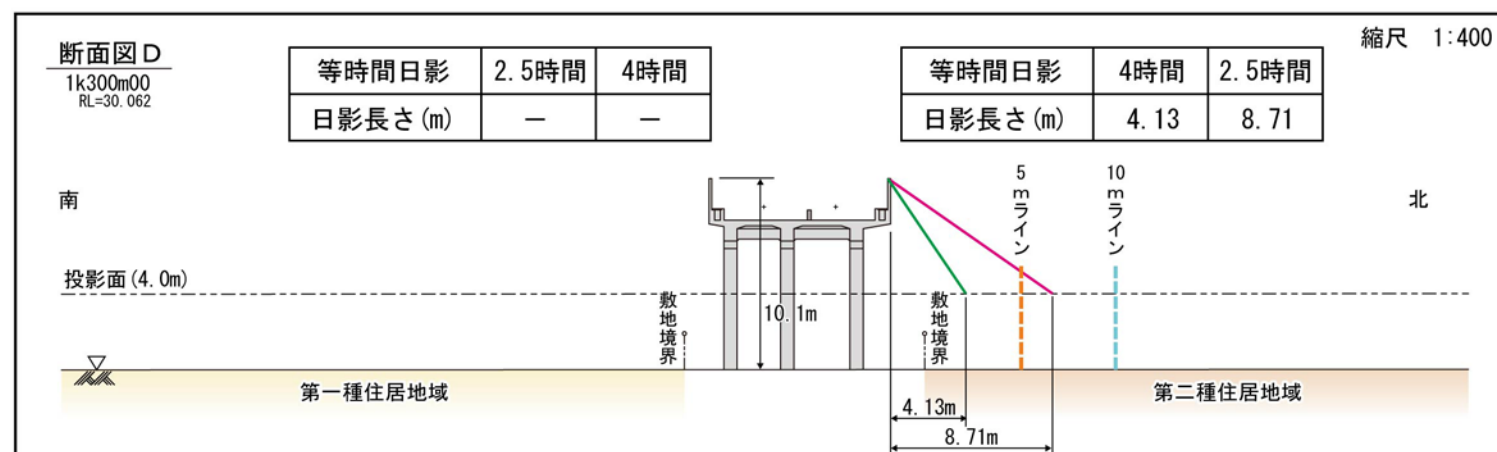 断面図D
1k300m00
RL=30.062
等時間日影 2.5時間 4時間
日影長さ(m) － －
等時間日影 4時間 2.5時間
日影長さ(m) 4.13 8.71
縮尺 1:400
南
5mライン
10mライン
北
投影面(4.0m)
敷地境界
10.1m
敷地境界
第一種住居地域
第二種住居地域
4.13m
8.71m